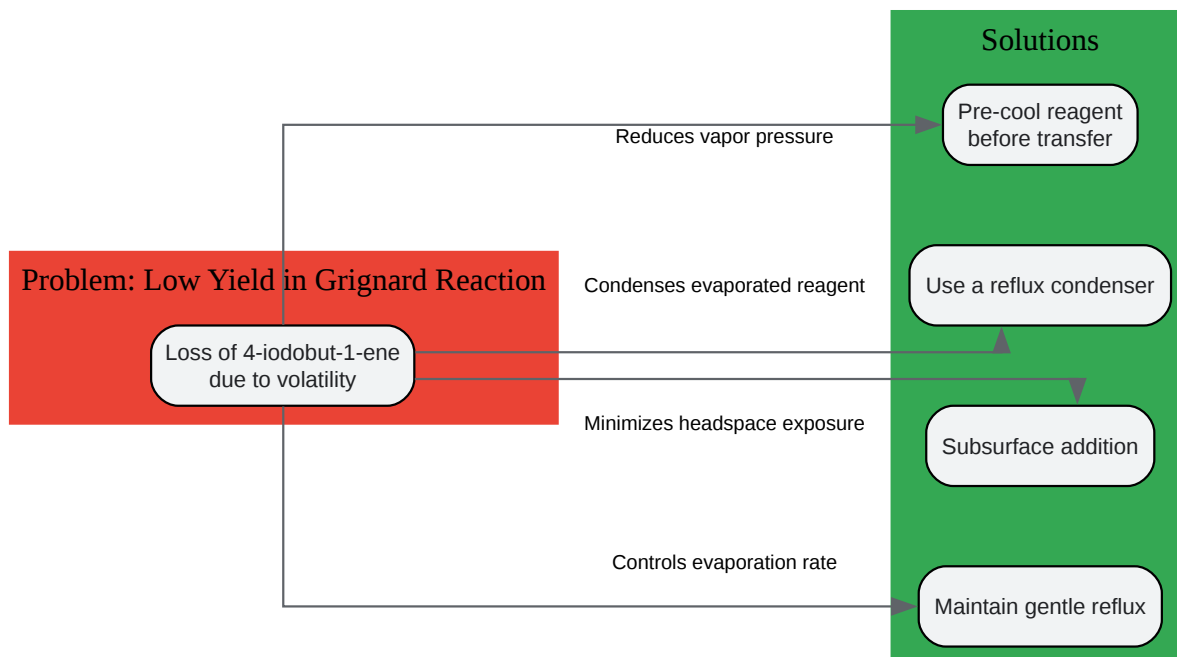 Solutions
Pre-cool reagent
before transfer
Reduces vapor pressure
Problem: Low Yield in Grignard Reaction
Condenses evaporated reagent
Use a reflux condenser
Loss of 4-iodobut-1-ene
due to volatility
Minimizes headspace exposure
Subsurface addition
Controls evaporation rate
Maintain gentle reflux